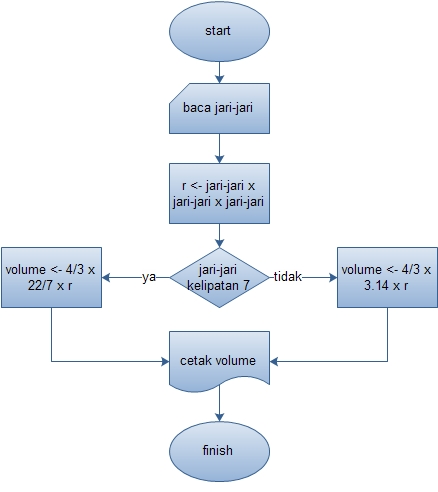 start
baca jari-jari
r <- jari-jari x
jari-jari x jari-jari
jari-jari
kelipatan 7
ya
tidak
volume <- 4/3 x
22/7 x r
volume <- 4/3 x
3.14 x r
cetak volume
finish